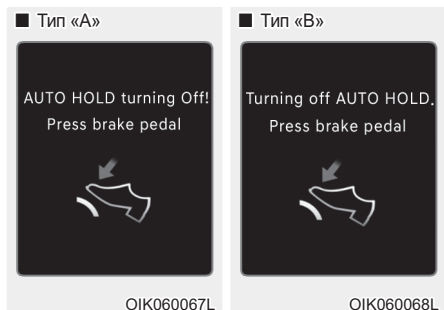 ■ Тип «А»
AUTO HOLD turning Off!
Press brake pedal
OIK060067L
■ Тип «В»
Turning off AUTO HOLD.
Press brake pedal
OIK060068L